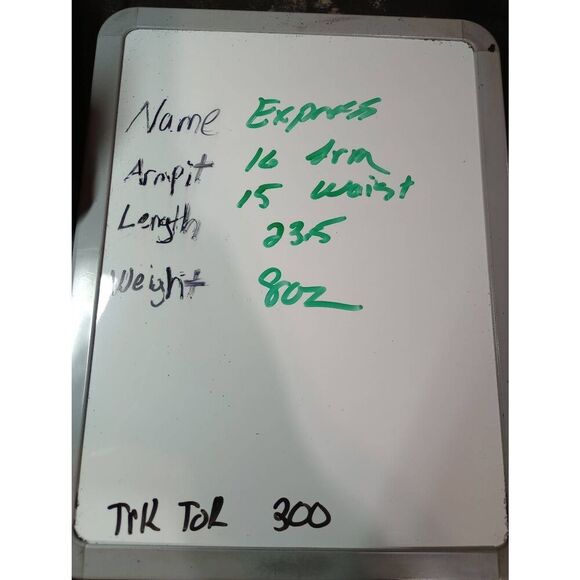 Name Express
Armpit 16 Arm
15 Waist
Length 23.5
Weight 8oz
TrK Tol 300